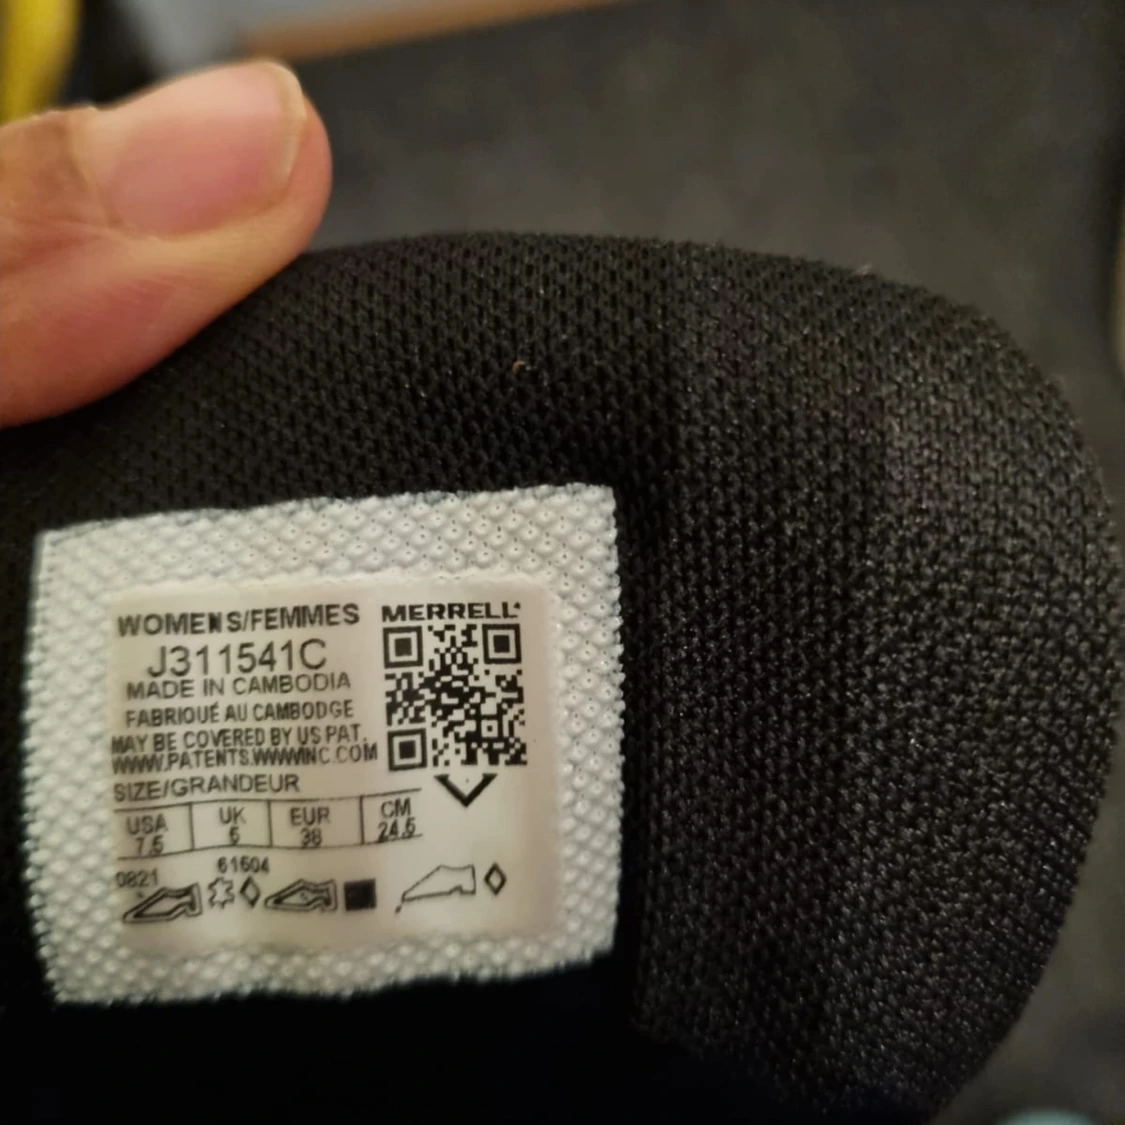 WOMENS/FEMMES
MERRELL
J311541C
MADE IN CAMBODIA
FABRIQUÉ AU CAMBODGE
MAY BE COVERED BY US PAT.
WWW.PATENTS.WWWINC.COM
SIZE/GRANDEUR
USA UK EUR CM
7.5 5 38 24.5
61604
0821